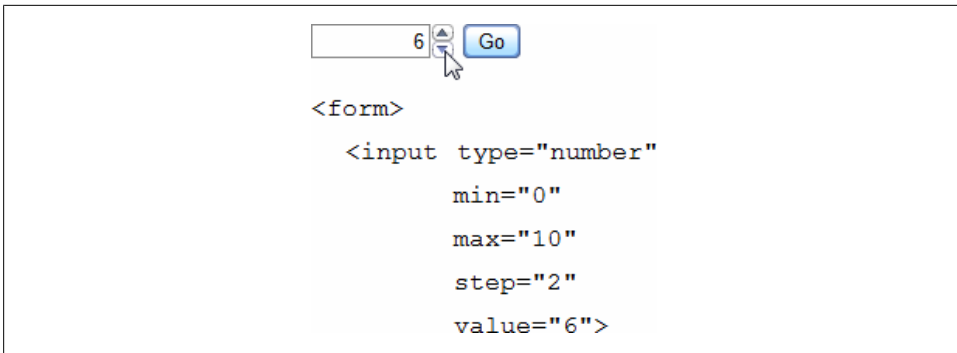 6 Go
<form>
<input type="number"
min="0"
max="10"
step="2"
value="6">